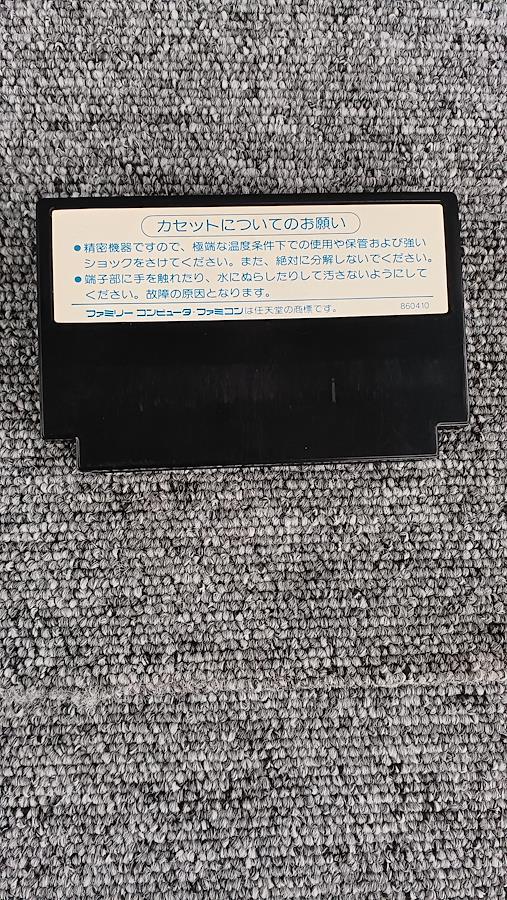 カセットについてのお願い
●精密機器ですので、極端な温度条件下での使用や保管および強い
ショックをさけてください。また、絶対に分解しないでください。
●端子部に手を触れたり、水にぬらしたりして汚さないようにして
ください。故障の原因となります。
ファミリーコンピュータ・ファミコンは任天堂の商標です。 860410